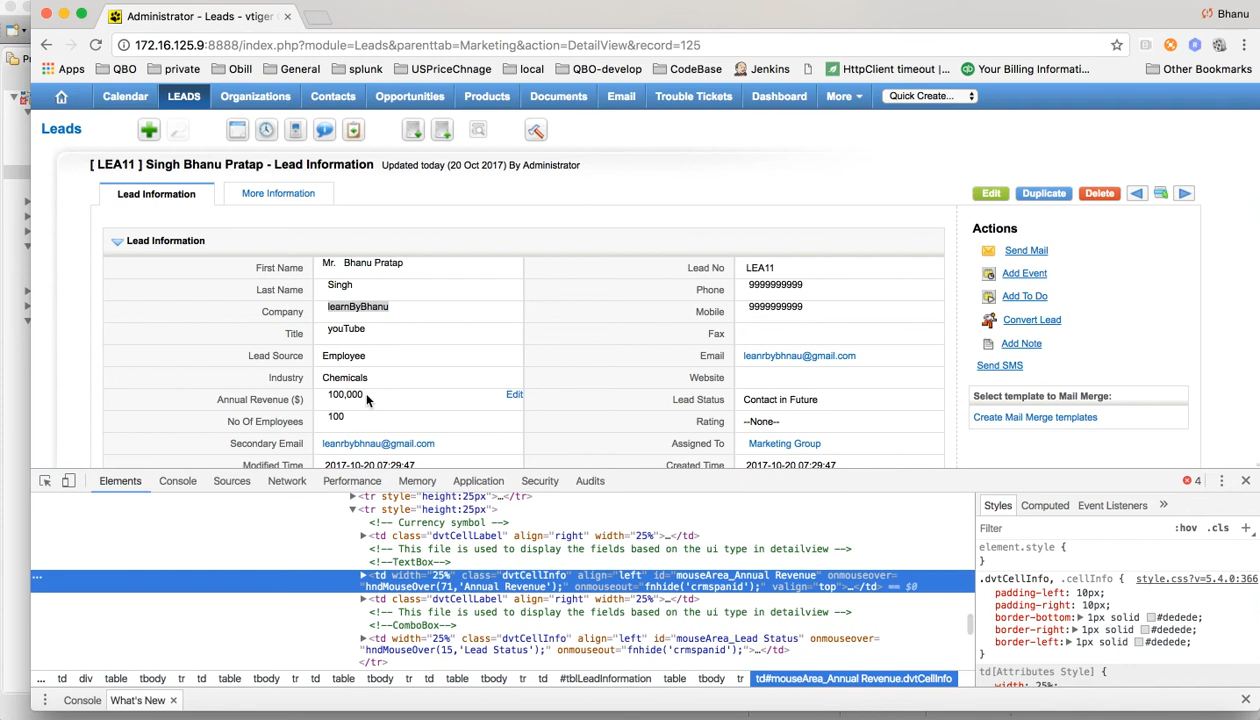 Administrator - Leads - vtiger
Bhanu
172.16.125.9:8888/index.php?module=Leads&parenttab=Marketing&action=DetailView&record=125
Apps QBO private Obill General splunk USPriceChnage local QBO-develop CodeBase Jenkins HttpClient timeout |... Your Billing Informati... Other Bookmarks
Calendar LEADS Organizations Contacts Opportunities Products Documents Email Trouble Tickets Dashboard More Quick Create...
Leads
[ LEA11 ] Singh Bhanu Pratap - Lead Information Updated today (20 Oct 2017) By Administrator
Lead Information More Information Edit Duplicate Delete
Lead Information
First Name Mr. Bhanu Pratap Lead No LEA11
Last Name Singh Phone 9999999999
Company learnByBhanu Mobile 9999999999
Title youTube Fax
Lead Source Employee Email leanrbybhnau@gmail.com
Industry Chemicals Website
Annual Revenue ($) 100,000 Edit Lead Status Contact in Future
No Of Employees 100 Rating --None--
Secondary Email leanrbybhnau@gmail.com Assigned To Marketing Group
Modified Time 2017-10-20 07:29:47 Created Time 2017-10-20 07:29:47
Actions
Send Mail
Add Event
Add To Do
Convert Lead
Add Note
Send SMS
Select template to Mail Merge:
Create Mail Merge templates
Elements Console Sources Network Performance Memory Application Security Audits 4
<tr style="height:25px">…</tr>
<tr style="height:25px">
<!-- Currency symbol -->
<td class="dvtCellLabel" align="right" width="25%">…</td>
<!-- This file is used to display the fields based on the ui type in detailview -->
<!--TextBox-->
<td width="25%" class="dvtCellInfo" align="left" id="mouseArea_Annual Revenue" onmouseover=
"hndMouseOver(71,'Annual Revenue');" onmouseout="fnhide('crmspanid');" valign="top">…</td> == $0
<td class="dvtCellLabel" align="right" width="25%">…</td>
<!-- This file is used to display the fields based on the ui type in detailview -->
<!--ComboBox-->
<td width="25%" class="dvtCellInfo" align="left" id="mouseArea_Lead Status" onmouseover=
"hndMouseOver(15,'Lead Status');" onmouseout="fnhide('crmspanid');">…</td>
</tr>
... td div table tbody tr td table tbody tr td table tbody tr td #tblLeadInformation table tbody tr td#mouseArea_Annual Revenue.dvtCellInfo
Styles Computed Event Listeners »
Filter :hov .cls +
element.style {
}
.dvtCellInfo, .cellInfo { style.css?v=5.4.0:366
padding-left: 10px;
padding-right: 10px;
border-bottom: 1px solid #dedede;
border-right: 1px solid #dedede;
border-left: 1px solid #dedede;
}
td[Attributes Style] {
width: 25%;
Console What's New